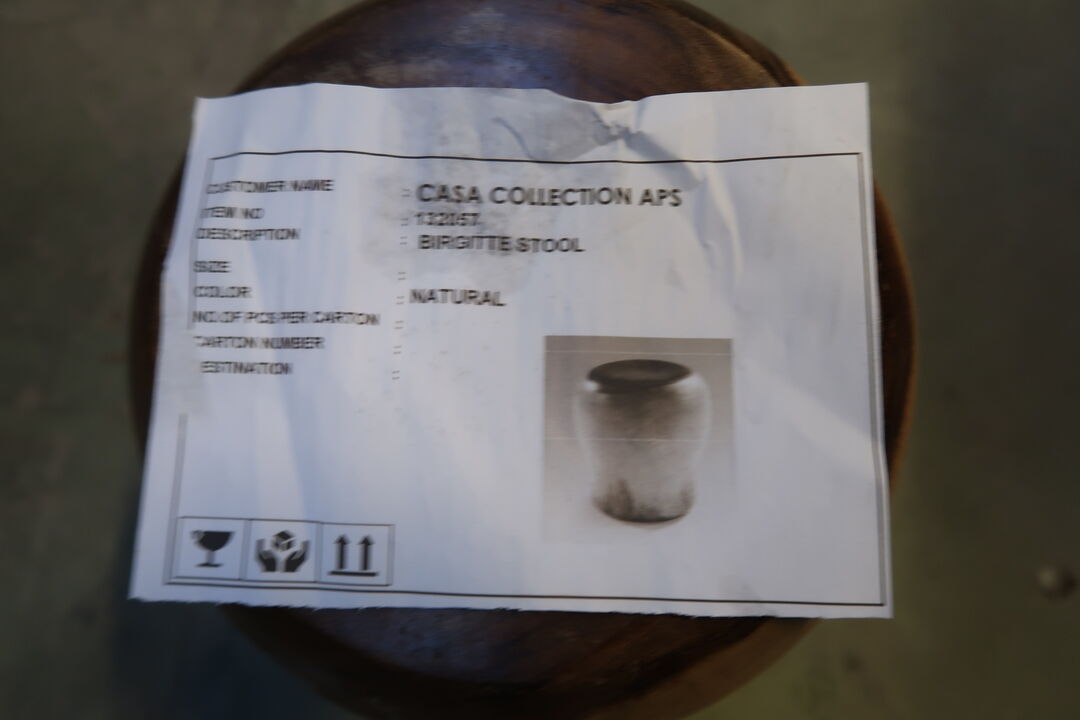 CUSTOMER NAME : CASA COLLECTION APS
ITEM NO : 132057
DESCRIPTION : BIRGITTE STOOL
SIZE :
COLOR : NATURAL
NO.OF PCS PER CARTON :
CARTON NUMBER :
ESTINATION :